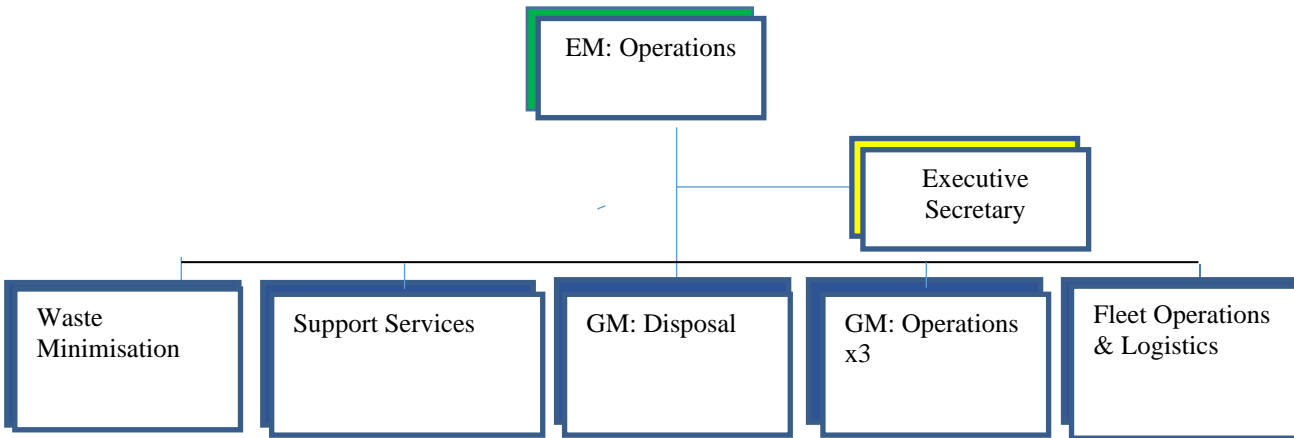 EM: Operations
Executive
Secretary
Waste
Minimisation
Support Services
GM: Disposal
GM: Operations
x3
Fleet Operations
& Logistics